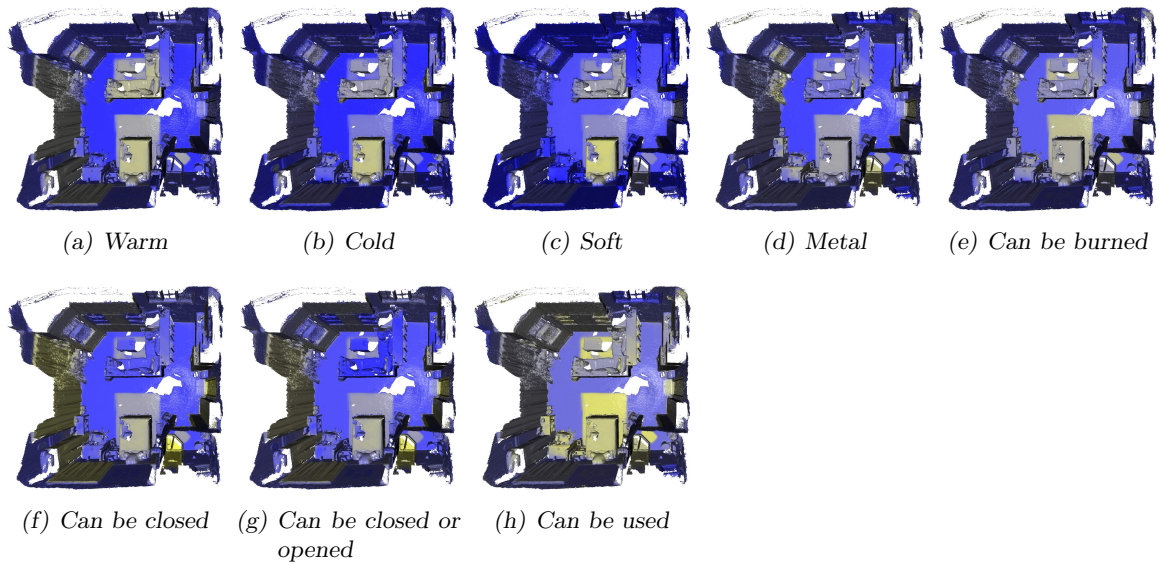 (a) Warm
(b) Cold
(c) Soft
(d) Metal
(e) Can be burned
(f) Can be closed
(g) Can be closed or
opened
(h) Can be used